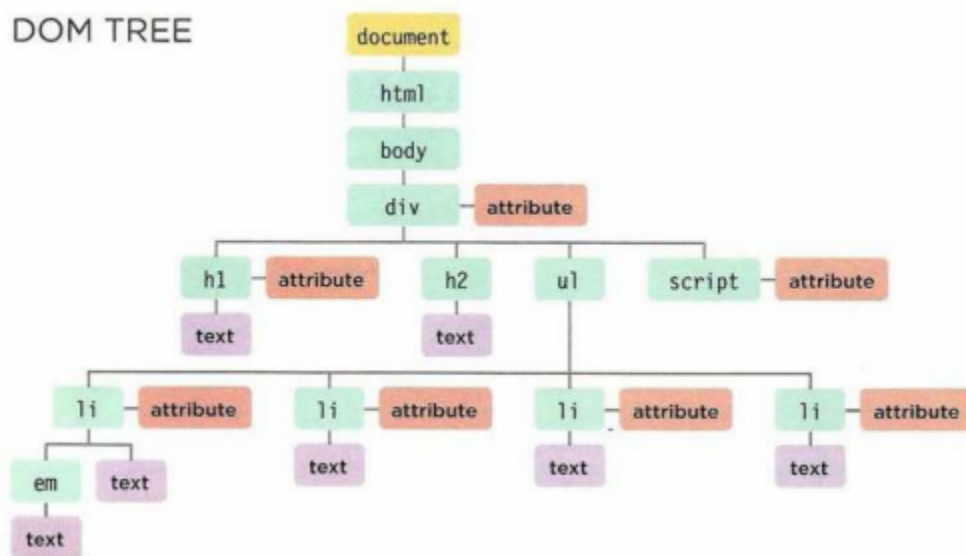 DOM TREE
document
html
body
div attribute
h1 attribute h2 ul script attribute
text text
li attribute li attribute li attribute li attribute
em text text text text
text